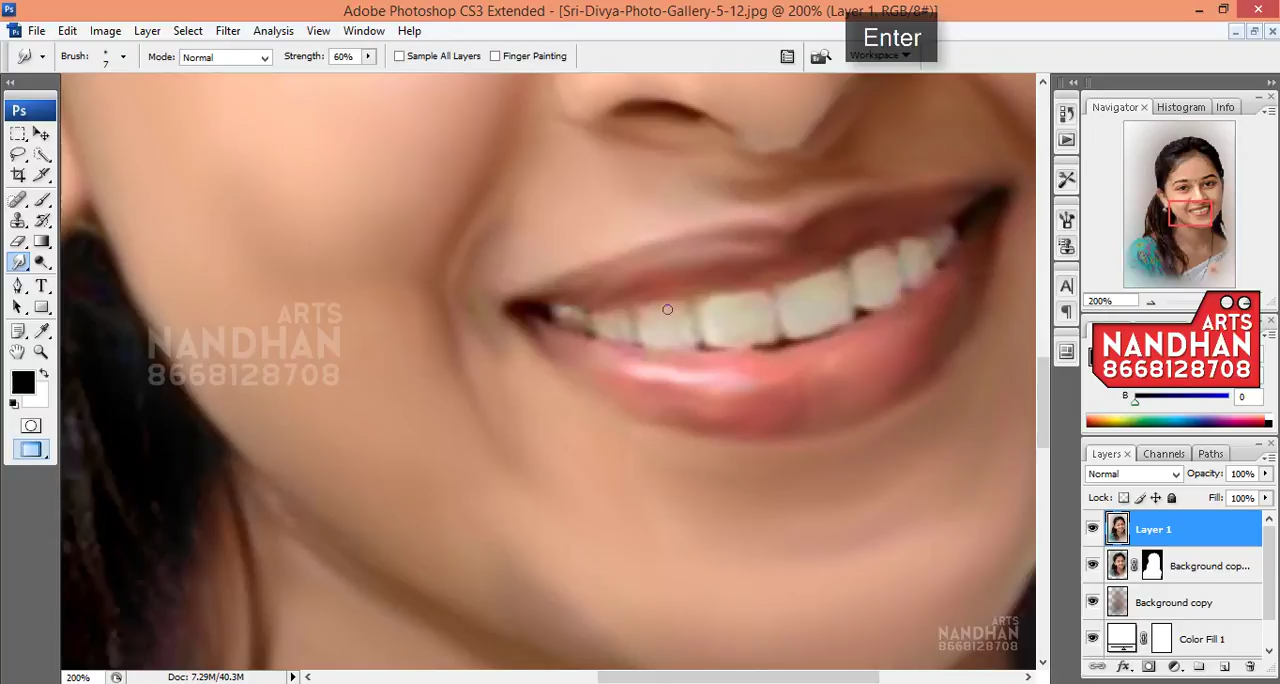 Adobe Photoshop CS3 Extended - [Sri-Divya-Photo-Gallery-5-12.jpg @ 200% (Layer 1, RGB/8#)]
Enter
File Edit Image Layer Select Filter Analysis View Window Help
Brush: 7 Mode: Normal Strength: 60% Sample All Layers Finger Painting Workspace
Ps
Navigator × Histogram Info
200%
ARTS
NANDHAN
8668128708
ARTS
NANDHAN
8668128708
B 0
Layers × Channels Paths
Normal Opacity: 100%
Lock: Fill: 100%
Layer 1
Background cop...
Background copy
Color Fill 1
ARTS
NANDHAN
8668128708
200% Doc: 7.29M/40.3M